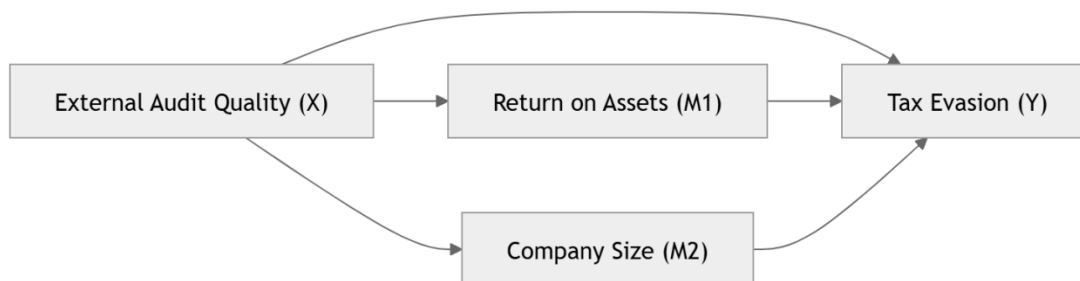 External Audit Quality (X)
Return on Assets (M1)
Tax Evasion (Y)
Company Size (M2)